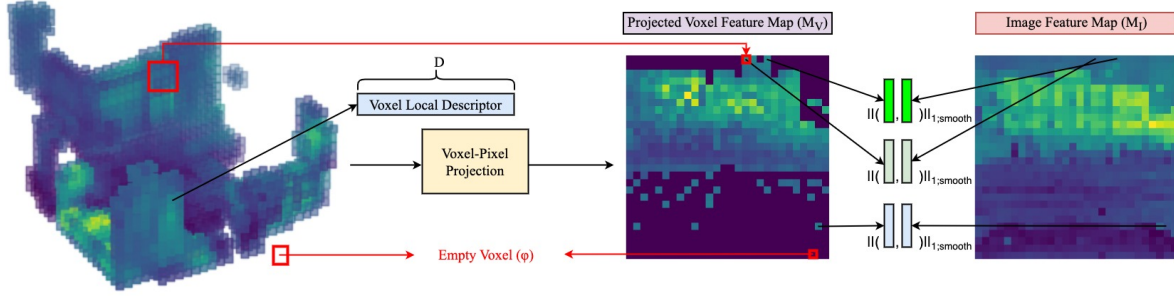 Projected Voxel Feature Map (M_V)
Image Feature Map (M_I)
D
Voxel Local Descriptor
Voxel-Pixel
Projection
Empty Voxel (φ)
||( , )||1;smooth
||( , )||1;smooth
||( , )||1;smooth